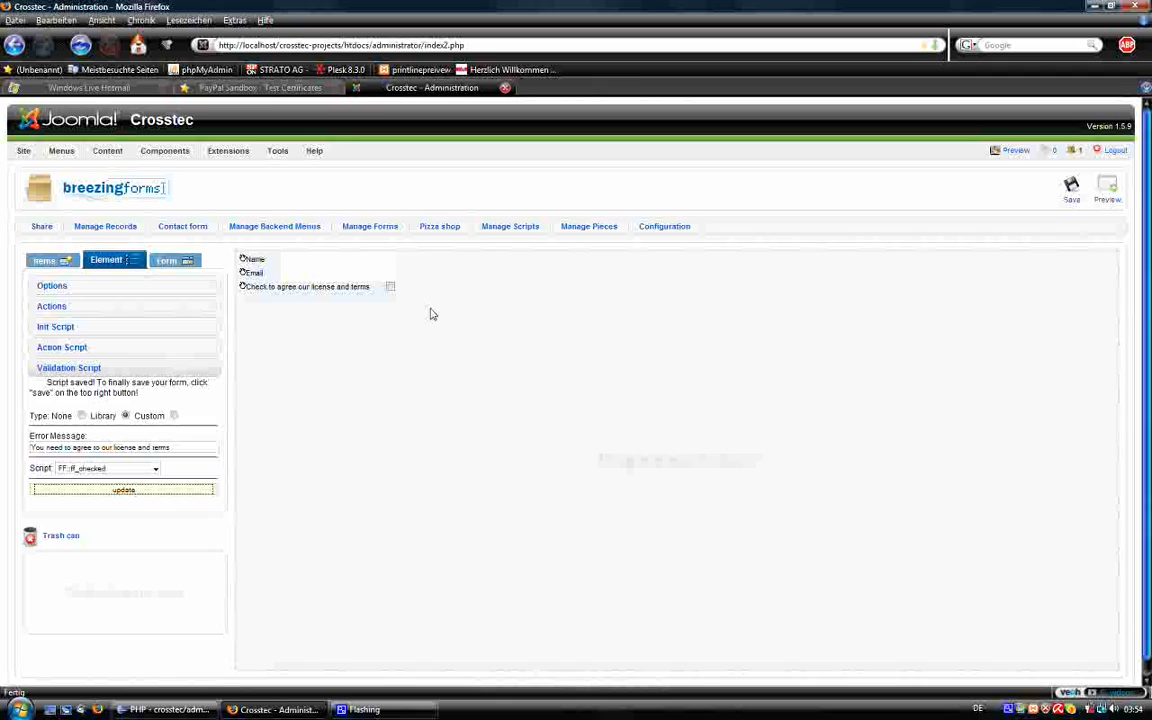 Crosstec - Administration - Mozilla Firefox
Datei Bearbeiten Ansicht Chronik Lesezeichen Extras Hilfe
http://localhost/crosstec-projects/htdocs/administrator/index2.php
Google
ABP
(Unbenannt) Meistbesuchte Seiten phpMyAdmin STRATO AG - Plesk 8.3.0 printlinepreview Herzlich Willkommen ...
Windows Live Hotmail PayPal Sandbox - Test Certificates Crosstec - Administration
Joomla! Crosstec
Version 1.5.9
Site Menus Content Components Extensions Tools Help Preview 0 1 Logout
breezingforms
Save Preview
Share Manage Records Contact form Manage Backend Menus Manage Forms Pizza shop Manage Scripts Manage Pieces Configuration
Items Element Form
Name
Email
Check to agree our license and terms
Options
Actions
Init Script
Action Script
Validation Script
Script saved! To finally save your form, click
"save" on the top right button!
Type: None Library Custom
Error Message:
You need to agree to our license and terms
Script: FF::ff_checked
update
Trash can
Fertig
veoh
PHP - crosstec/adm... Crosstec - Administ... Flashing DE 03:54